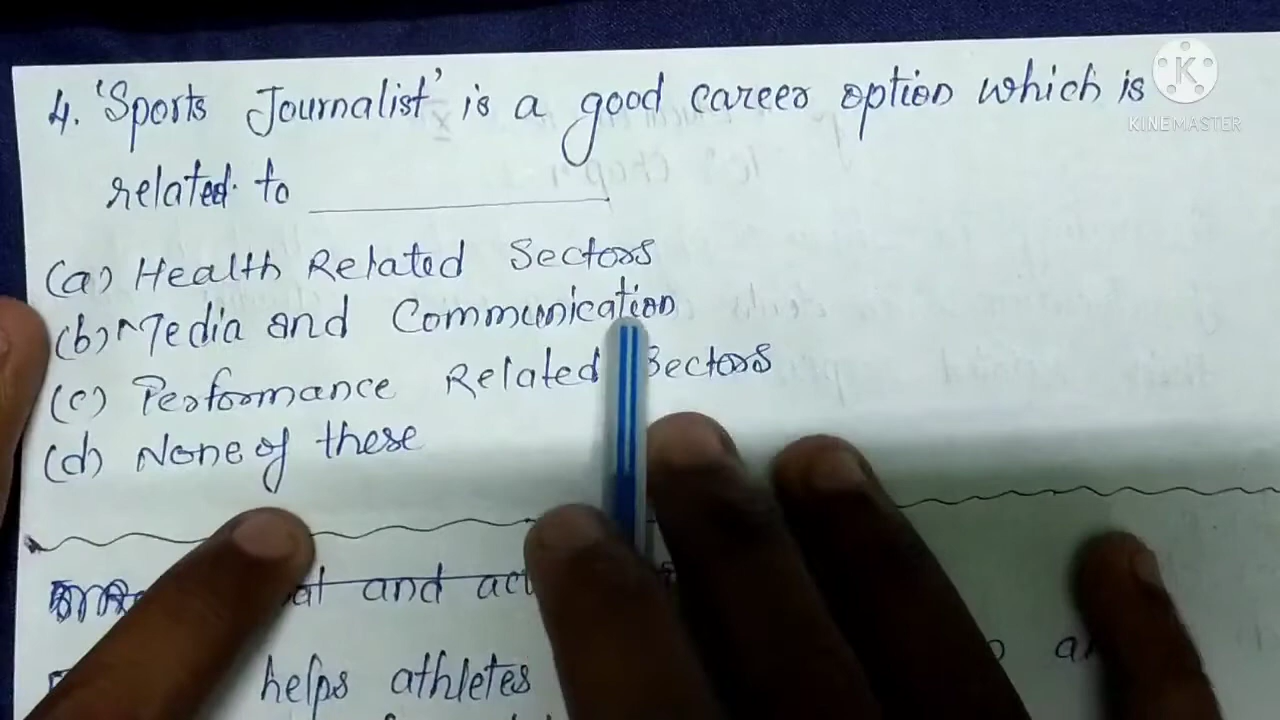 4. 'Sports Journalist' is a good career option which is
related to
(a) Health Related Sectors
(b) Media and Communication
(c) Performance Related Sectors
(d) None of these
and
helps athletes
K
KINEMASTER